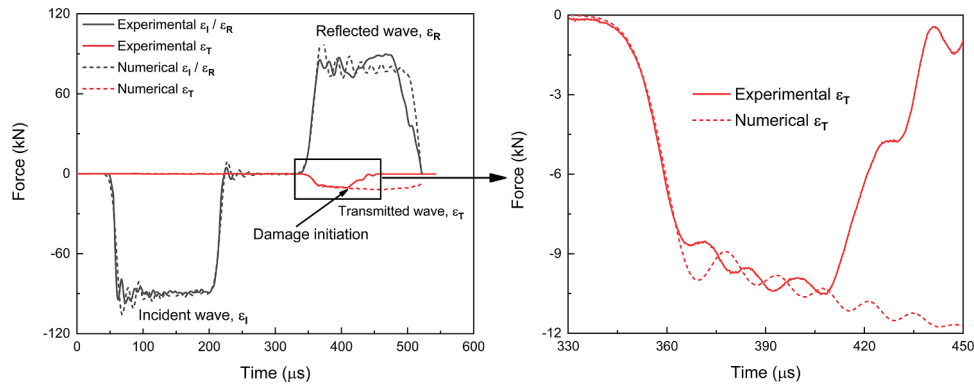 120
60
0
-60
-120
Force (kN)
Experimental εI / εR
Experimental εT
Numerical εI / εR
Numerical εT
Reflected wave, εR
Transmitted wave, εT
Damage initiation
Incident wave, εI
0 100 200 300 400 500 600
Time (μs)
0
-3
-6
-9
-12
Force (kN)
Experimental εT
Numerical εT
330 360 390 420 450
Time (μs)